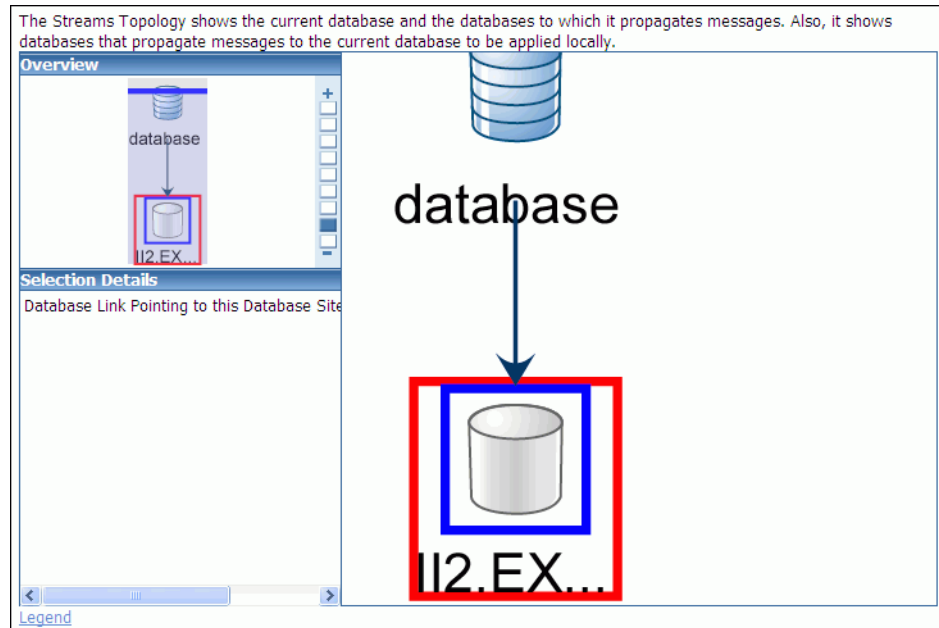 The Streams Topology shows the current database and the databases to which it propagates messages. Also, it shows
databases that propagate messages to the current database to be applied locally.
Overview
database
II2.EX...
Selection Details
Database Link Pointing to this Database Site
database
II2.EX...
Legend